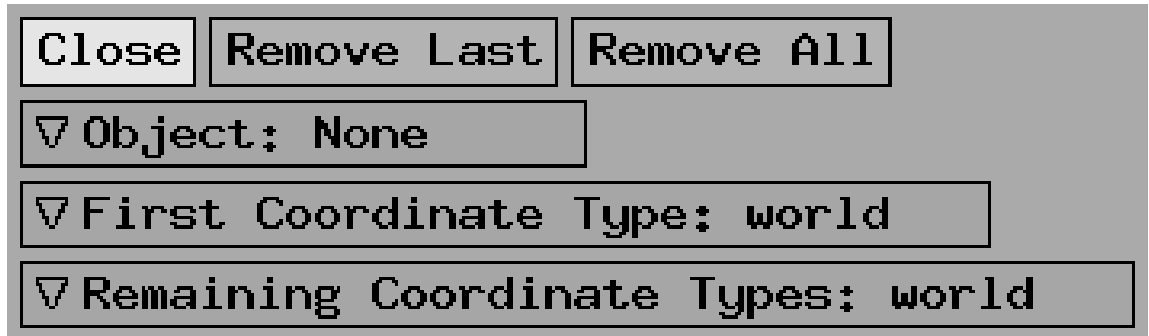 Close Remove Last Remove All
Object: None
First Coordinate Type: world
Remaining Coordinate Types: world